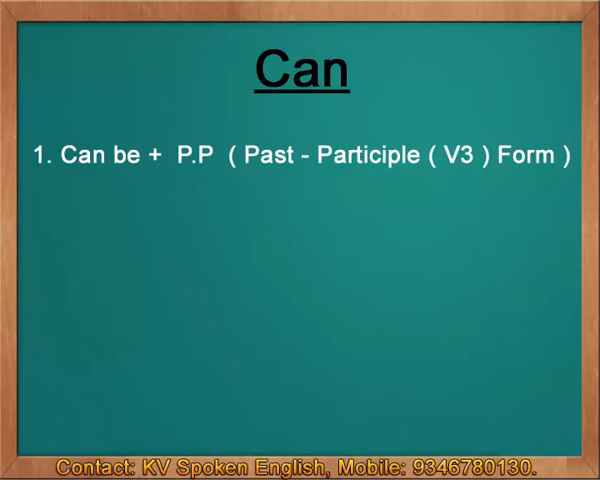 Can
1. Can be + P.P ( Past - Participle ( V3 ) Form )
Contact: KV Spoken English, Mobile: 9346780130.